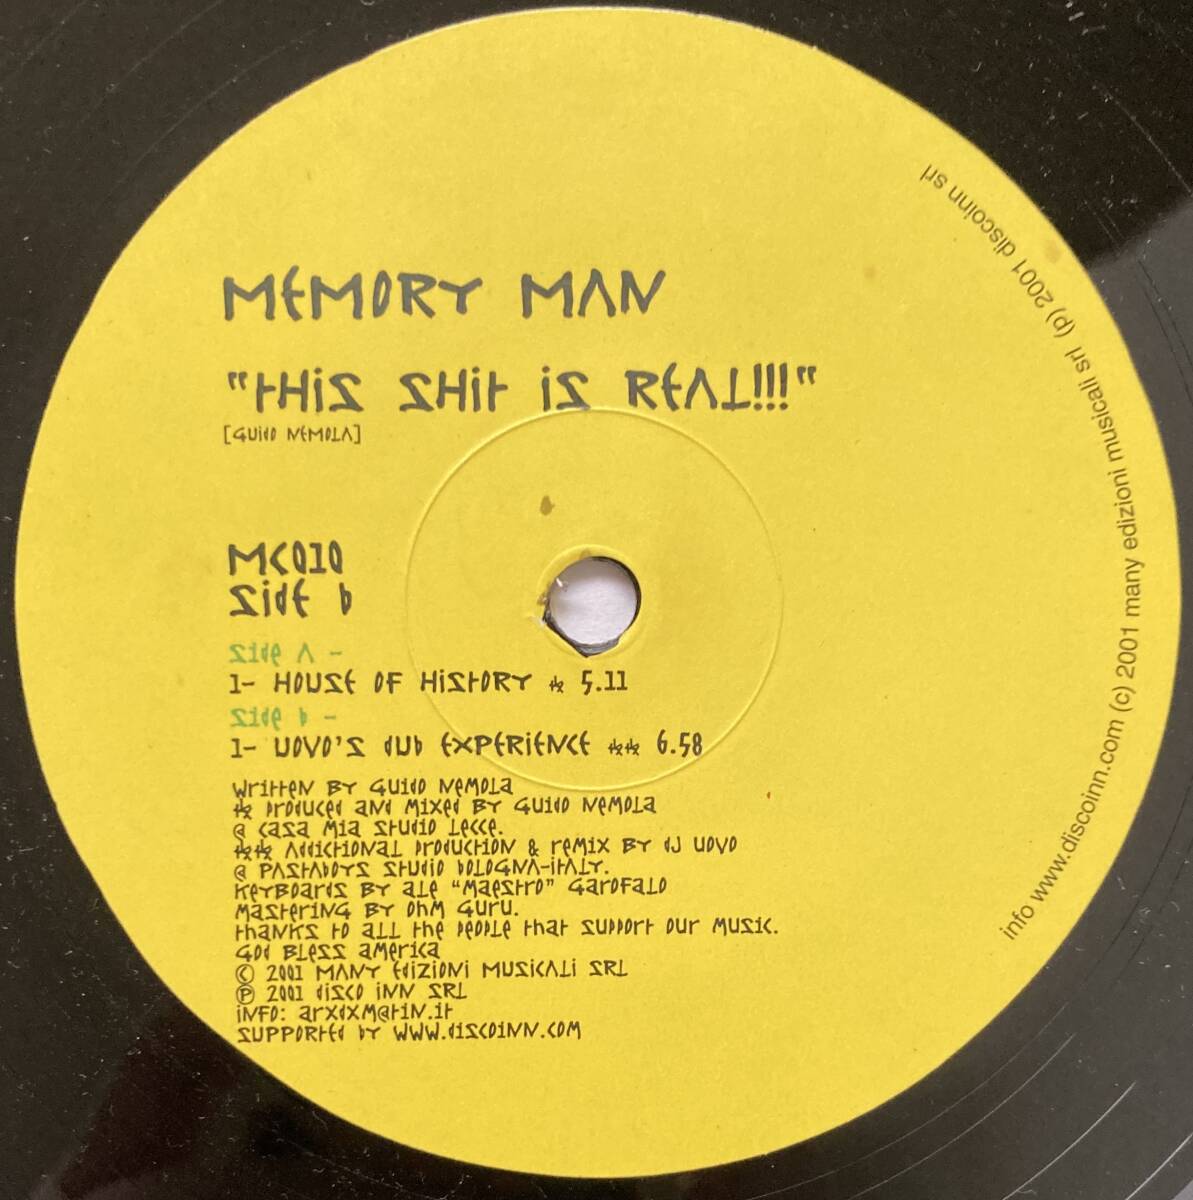 MEMORY MAN
"THiS SHit iS REAL!!!"
[GUido NEMOLA]
MC010
Side b
Side A -
1- HOUSE OF HiStORY * 5.11
Side b -
1- UOVO'S dUb EXPERiENCE ** 6.58
Written BY GUido Nemola
* produced and mixed BY GUido Nemola
@ casa mia studio Lecce.
** Addictional production & remix BY dJ UOVO
@ PAStAbOYS StUdiO bOLOGNA-itALY.
Keyboards BY ale "Maestro" Garofalo
Mastering BY Ohm Guru.
thanks to all the people that support our music.
God Bless america
© 2001 MANY EdiZiONi MUSiCALi SRL
℗ 2001 diSCO iNN SRL
iNFO: arxdxm@tin.it
SUPPORted bY WWW.diSCOiNN.COM
info www.discoinn.com (c) 2001 many edizioni musicali srl (p) 2001 discoinn srl